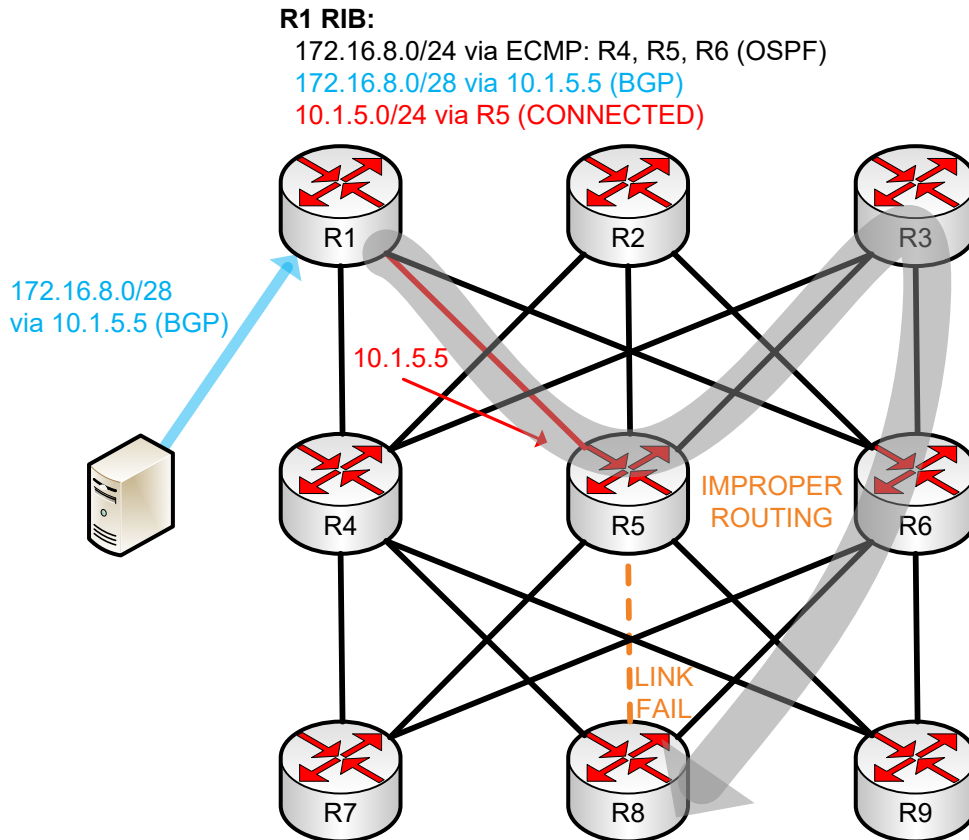 R1 RIB:
172.16.8.0/24 via ECMP: R4, R5, R6 (OSPF)
172.16.8.0/28 via 10.1.5.5 (BGP)
10.1.5.0/24 via R5 (CONNECTED)
R1
R2
R3
172.16.8.0/28
via 10.1.5.5 (BGP)
10.1.5.5
IMPROPER
ROUTING
R4
R5
R6
LINK
FAIL
R7
R8
R9